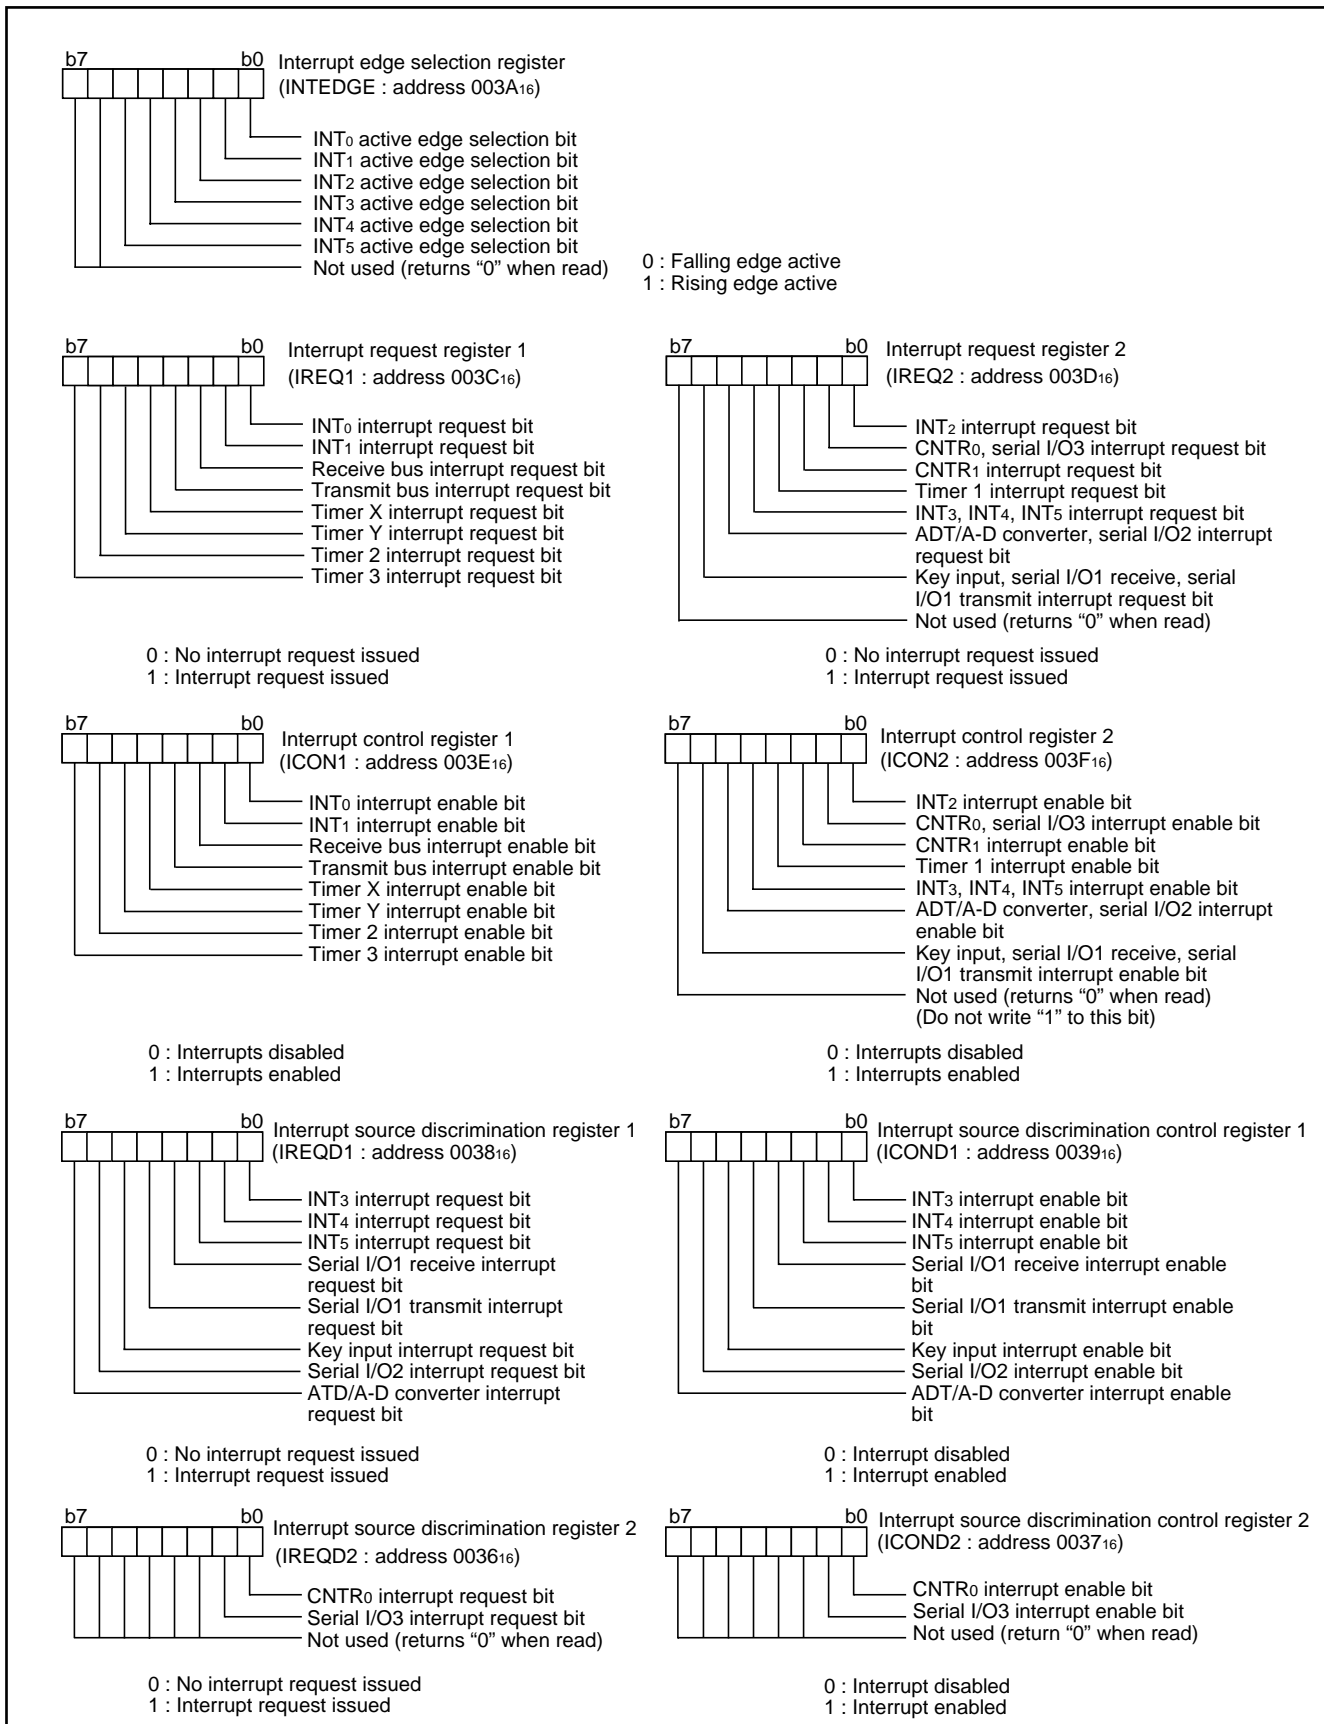 b7 b0 Interrupt edge selection register
(INTEDGE : address 003A16)
INT0 active edge selection bit
INT1 active edge selection bit
INT2 active edge selection bit
INT3 active edge selection bit
INT4 active edge selection bit
INT5 active edge selection bit
Not used (returns “0” when read)
0 : Falling edge active
1 : Rising edge active
b7 b0 Interrupt request register 1
(IREQ1 : address 003C16)
INT0 interrupt request bit
INT1 interrupt request bit
Receive bus interrupt request bit
Transmit bus interrupt request bit
Timer X interrupt request bit
Timer Y interrupt request bit
Timer 2 interrupt request bit
Timer 3 interrupt request bit
0 : No interrupt request issued
1 : Interrupt request issued
b7 b0 Interrupt request register 2
(IREQ2 : address 003D16)
INT2 interrupt request bit
CNTR0, serial I/O3 interrupt request bit
CNTR1 interrupt request bit
Timer 1 interrupt request bit
INT3, INT4, INT5 interrupt request bit
ADT/A-D converter, serial I/O2 interrupt
request bit
Key input, serial I/O1 receive, serial
I/O1 transmit interrupt request bit
Not used (returns “0” when read)
0 : No interrupt request issued
1 : Interrupt request issued
b7 b0 Interrupt control register 1
(ICON1 : address 003E16)
INT0 interrupt enable bit
INT1 interrupt enable bit
Receive bus interrupt enable bit
Transmit bus interrupt enable bit
Timer X interrupt enable bit
Timer Y interrupt enable bit
Timer 2 interrupt enable bit
Timer 3 interrupt enable bit
0 : Interrupts disabled
1 : Interrupts enabled
b7 b0 Interrupt control register 2
(ICON2 : address 003F16)
INT2 interrupt enable bit
CNTR0, serial I/O3 interrupt enable bit
CNTR1 interrupt enable bit
Timer 1 interrupt enable bit
INT3, INT4, INT5 interrupt enable bit
ADT/A-D converter, serial I/O2 interrupt
enable bit
Key input, serial I/O1 receive, serial
I/O1 transmit interrupt enable bit
Not used (returns “0” when read)
(Do not write “1” to this bit)
0 : Interrupts disabled
1 : Interrupts enabled
b7 b0 Interrupt source discrimination register 1
(IREQD1 : address 003816)
INT3 interrupt request bit
INT4 interrupt request bit
INT5 interrupt request bit
Serial I/O1 receive interrupt
request bit
Serial I/O1 transmit interrupt
request bit
Key input interrupt request bit
Serial I/O2 interrupt request bit
ATD/A-D converter interrupt
request bit
0 : No interrupt request issued
1 : Interrupt request issued
b7 b0 Interrupt source discrimination control register 1
(ICOND1 : address 003916)
INT3 interrupt enable bit
INT4 interrupt enable bit
INT5 interrupt enable bit
Serial I/O1 receive interrupt enable
bit
Serial I/O1 transmit interrupt enable
bit
Key input interrupt enable bit
Serial I/O2 interrupt enable bit
ADT/A-D converter interrupt enable
bit
0 : Interrupt disabled
1 : Interrupt enabled
b7 b0 Interrupt source discrimination register 2
(IREQD2 : address 003616)
CNTR0 interrupt request bit
Serial I/O3 interrupt request bit
Not used (returns “0” when read)
0 : No interrupt request issued
1 : Interrupt request issued
b7 b0 Interrupt source discrimination control register 2
(ICOND2 : address 003716)
CNTR0 interrupt enable bit
Serial I/O3 interrupt enable bit
Not used (return “0” when read)
0 : Interrupt disabled
1 : Interrupt enabled